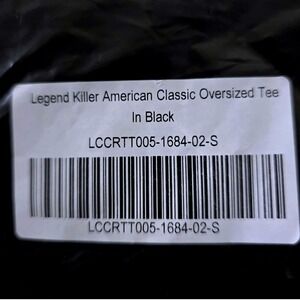 Legend Killer American Classic Oversized Tee
In Black
LCCRTT005-1684-02-S
LCCRTT005-1684-02-S